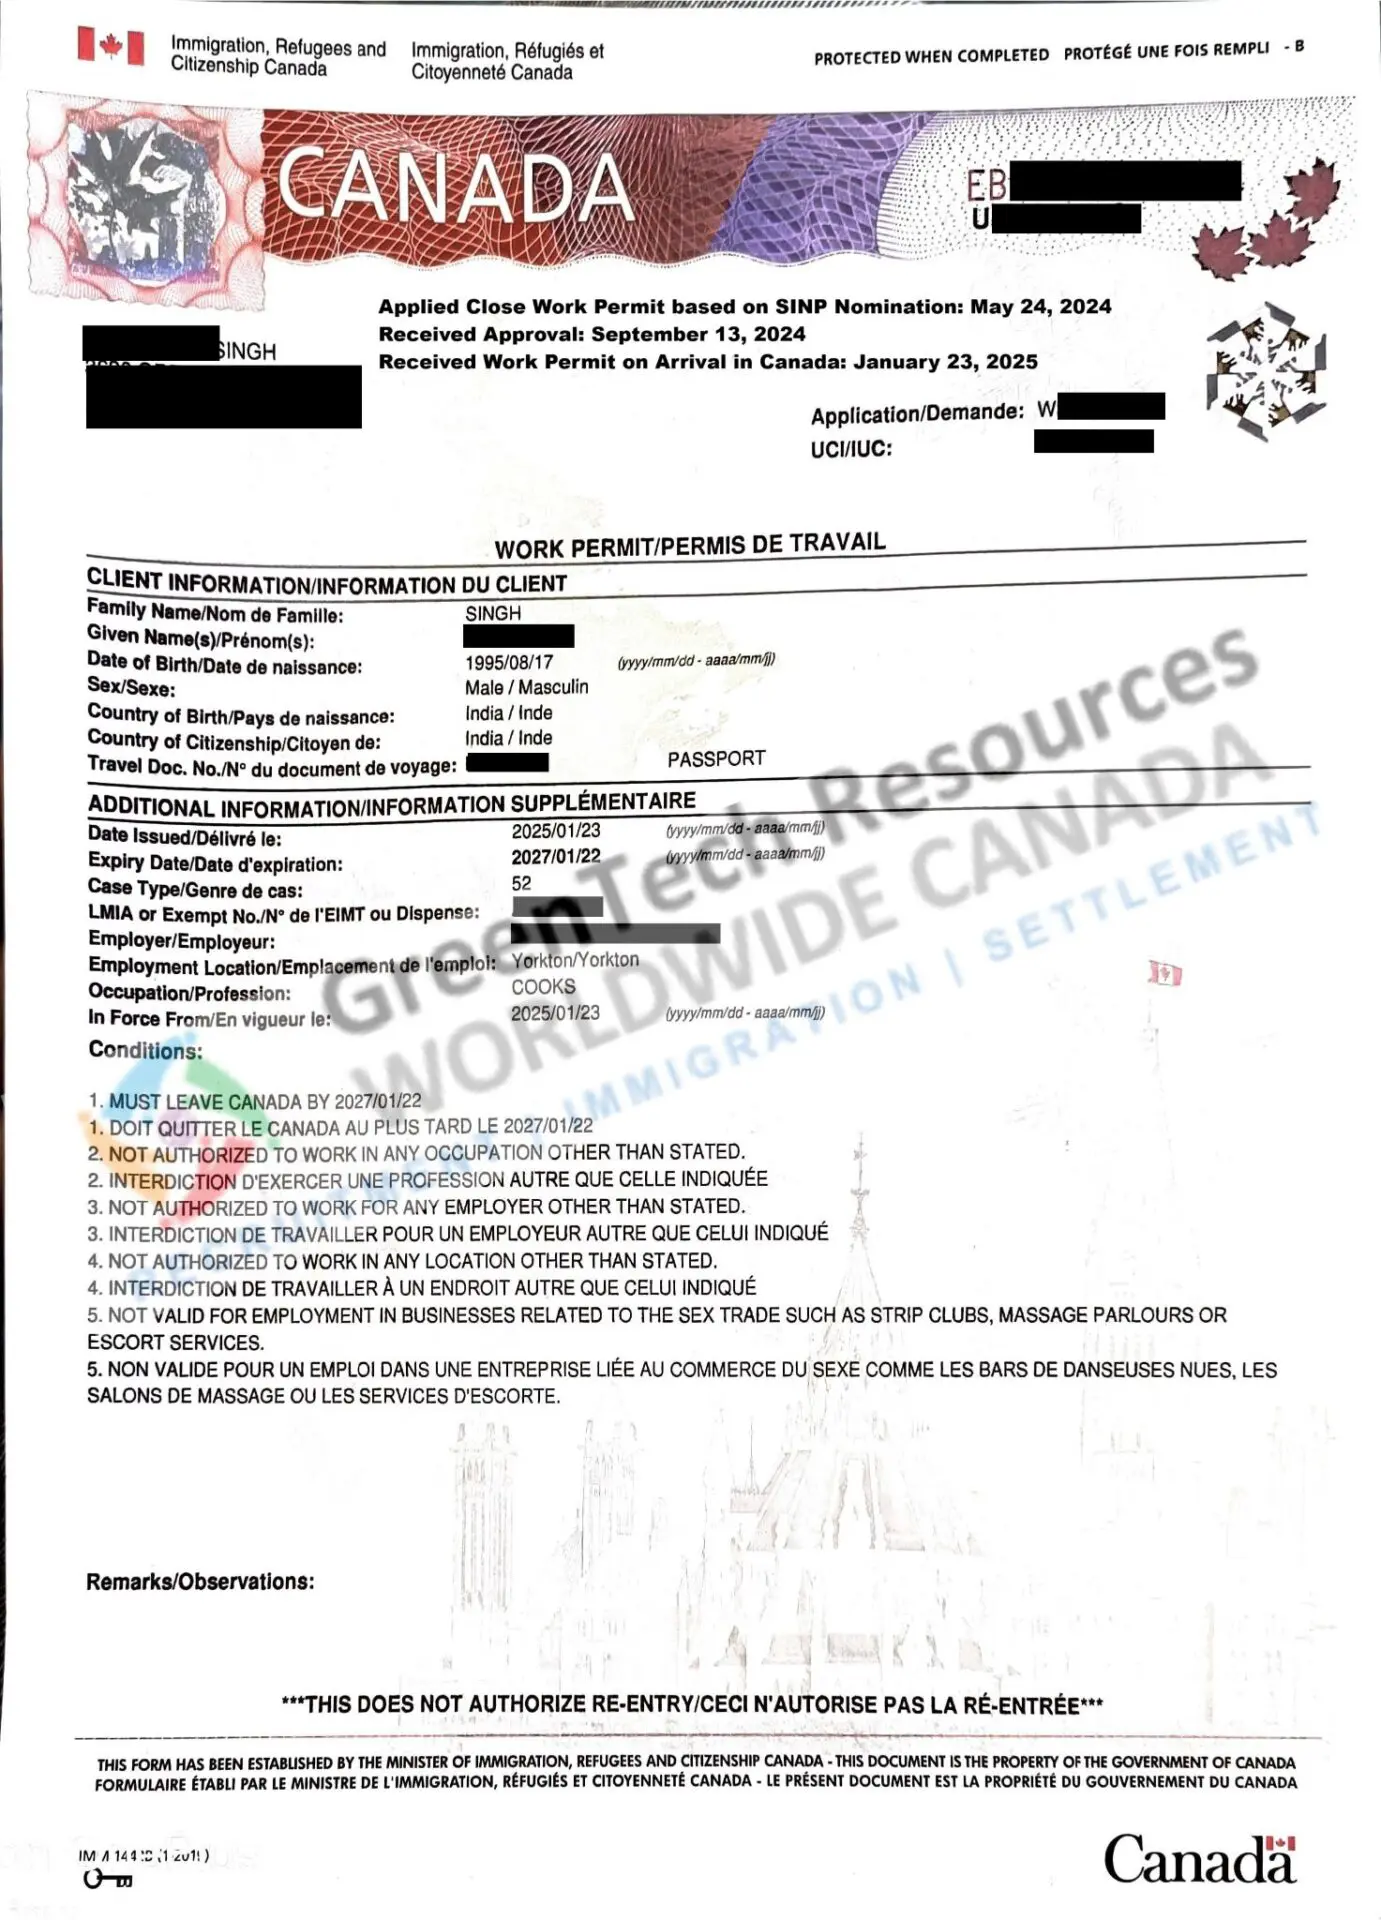 Immigration, Refugees and Citizenship Canada
Immigration, Réfugiés et Citoyenneté Canada
PROTECTED WHEN COMPLETED PROTÉGÉ UNE FOIS REMPLI - B
CANADA
EB
U
Applied Close Work Permit based on SINP Nomination: May 24, 2024
Received Approval: September 13, 2024
Received Work Permit on Arrival in Canada: January 23, 2025
SINGH
Application/Demande: W
UCI/IUC:
WORK PERMIT/PERMIS DE TRAVAIL
CLIENT INFORMATION/INFORMATION DU CLIENT
Family Name/Nom de Famille: SINGH
Given Name(s)/Prénom(s):
Date of Birth/Date de naissance: 1995/08/17 (yyyy/mm/dd - aaaa/mm/jj)
Sex/Sexe: Male / Masculin
Country of Birth/Pays de naissance: India / Inde
Country of Citizenship/Citoyen de: India / Inde
Travel Doc. No./N° du document de voyage: PASSPORT
ADDITIONAL INFORMATION/INFORMATION SUPPLÉMENTAIRE
Date Issued/Délivré le: 2025/01/23 (yyyy/mm/dd - aaaa/mm/jj)
Expiry Date/Date d'expiration: 2027/01/22 (yyyy/mm/dd - aaaa/mm/jj)
Case Type/Genre de cas: 52
LMIA or Exempt No./N° de l'EIMT ou Dispense:
Employer/Employeur:
Employment Location/Emplacement de l'emploi: Yorkton/Yorkton
Occupation/Profession: COOKS
In Force From/En vigueur le: 2025/01/23 (yyyy/mm/dd - aaaa/mm/jj)
Conditions:
1. MUST LEAVE CANADA BY 2027/01/22
1. DOIT QUITTER LE CANADA AU PLUS TARD LE 2027/01/22
2. NOT AUTHORIZED TO WORK IN ANY OCCUPATION OTHER THAN STATED.
2. INTERDICTION D'EXERCER UNE PROFESSION AUTRE QUE CELLE INDIQUÉE
3. NOT AUTHORIZED TO WORK FOR ANY EMPLOYER OTHER THAN STATED.
3. INTERDICTION DE TRAVAILLER POUR UN EMPLOYEUR AUTRE QUE CELUI INDIQUÉ
4. NOT AUTHORIZED TO WORK IN ANY LOCATION OTHER THAN STATED.
4. INTERDICTION DE TRAVAILLER À UN ENDROIT AUTRE QUE CELUI INDIQUÉ
5. NOT VALID FOR EMPLOYMENT IN BUSINESSES RELATED TO THE SEX TRADE SUCH AS STRIP CLUBS, MASSAGE PARLOURS OR
ESCORT SERVICES.
5. NON VALIDE POUR UN EMPLOI DANS UNE ENTREPRISE LIÉE AU COMMERCE DU SEXE COMME LES BARS DE DANSEUSES NUES, LES
SALONS DE MASSAGE OU LES SERVICES D'ESCORTE.
GreenTech Resources
WORLDWIDE CANADA
RECRUITMENT | IMMIGRATION | SETTLEMENT
Remarks/Observations:
***THIS DOES NOT AUTHORIZE RE-ENTRY/CECI N'AUTORISE PAS LA RÉ-ENTRÉE***
THIS FORM HAS BEEN ESTABLISHED BY THE MINISTER OF IMMIGRATION, REFUGEES AND CITIZENSHIP CANADA - THIS DOCUMENT IS THE PROPERTY OF THE GOVERNMENT OF CANADA
FORMULAIRE ÉTABLI PAR LE MINISTRE DE L'IMMIGRATION, RÉFUGIÉS ET CITOYENNETÉ CANADA - LE PRÉSENT DOCUMENT EST LA PROPRIÉTÉ DU GOUVERNEMENT DU CANADA
IMM
Canada